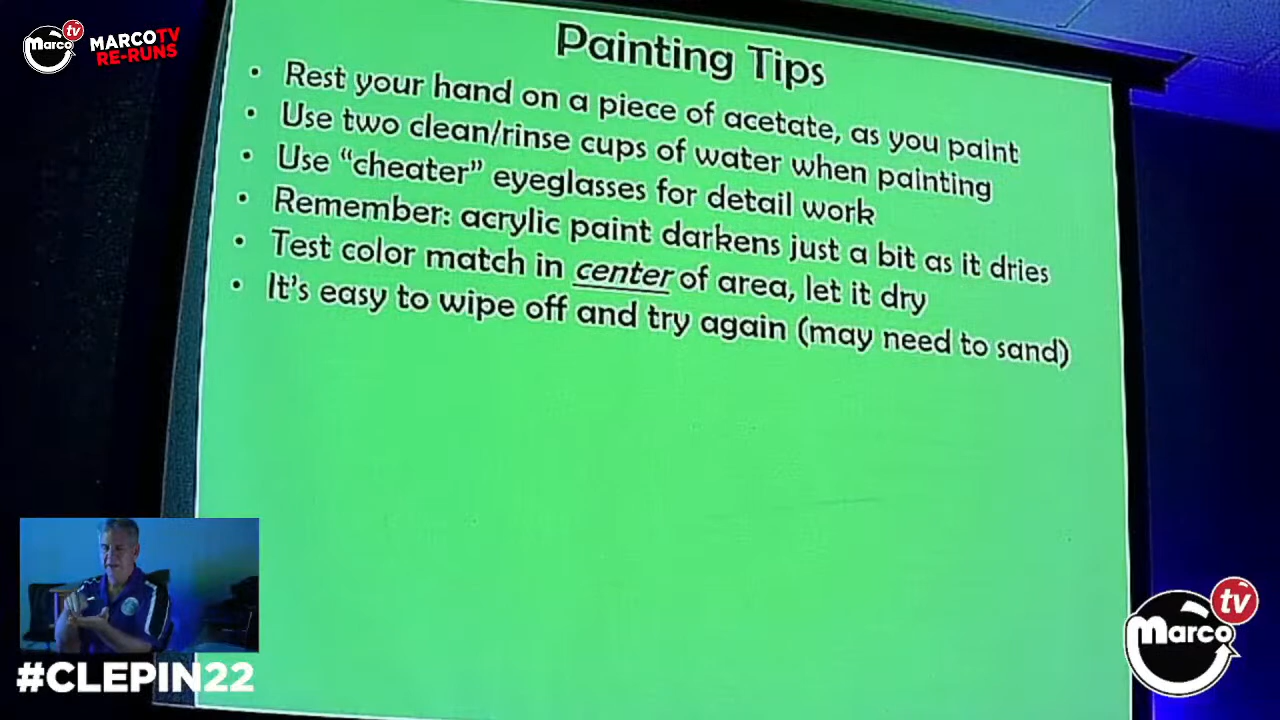 marco tv
MARCOTV
RE-RUNS
Painting Tips
• Rest your hand on a piece of acetate, as you paint
• Use two clean/rinse cups of water when painting
• Use “cheater” eyeglasses for detail work
• Remember: acrylic paint darkens just a bit as it dries
• Test color match in center of area, let it dry
• It’s easy to wipe off and try again (may need to sand)
#CLEPIN22
marco tv